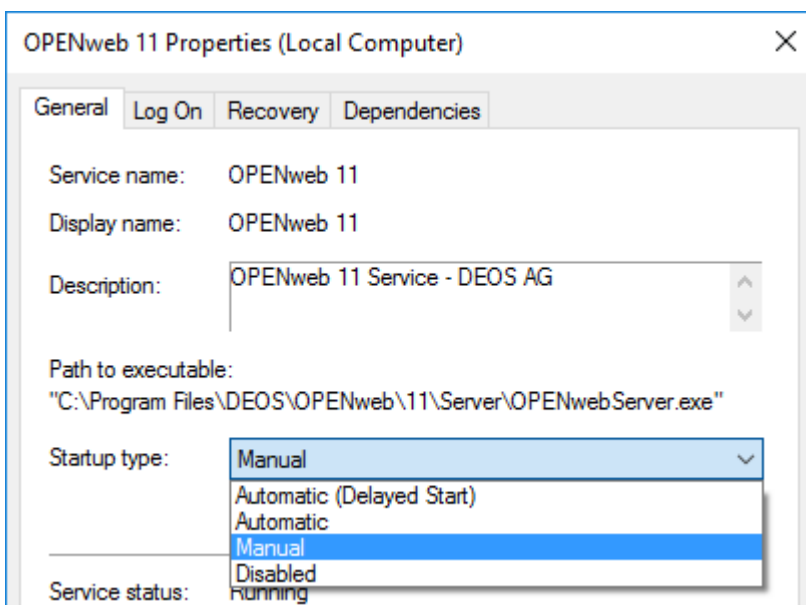 OPENweb 11 Properties (Local Computer)
General Log On Recovery Dependencies
Service name: OPENweb 11
Display name: OPENweb 11
Description: OPENweb 11 Service - DEOS AG
Path to executable:
"C:\Program Files\DEOS\OPENweb\11\Server\OPENwebServer.exe"
Startup type: Manual
Automatic (Delayed Start)
Automatic
Manual
Disabled
Service status: Running